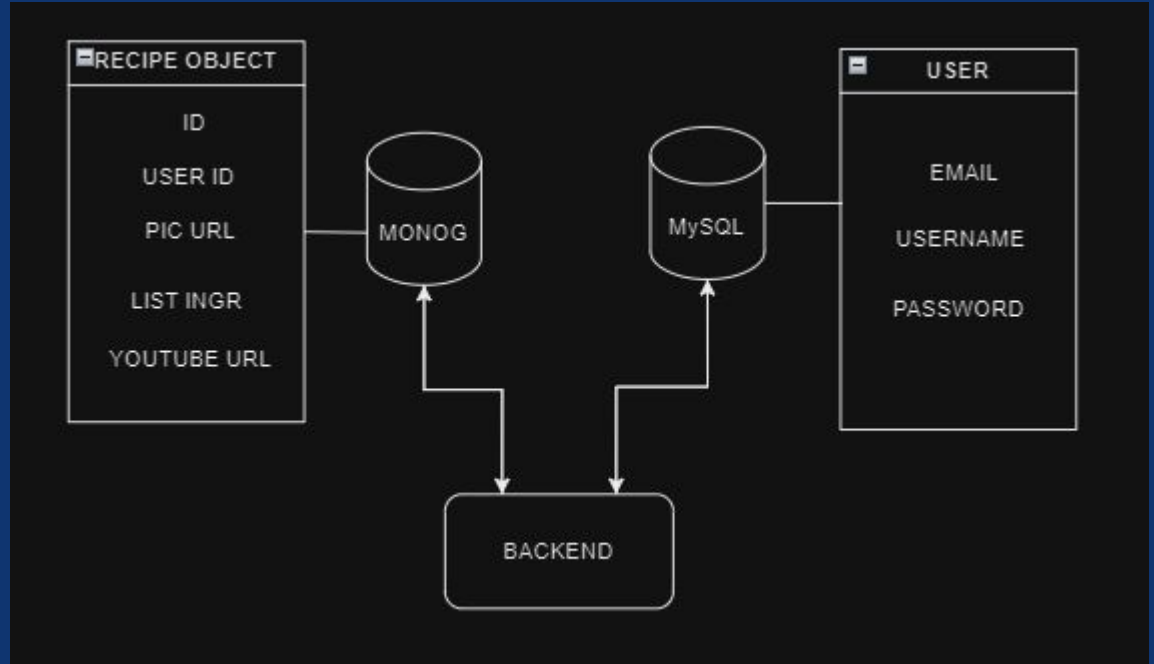 RECIPE OBJECT
ID
USER ID
PIC URL
LIST INGR
YOUTUBE URL
MONOG
MySQL
USER
EMAIL
USERNAME
PASSWORD
BACKEND